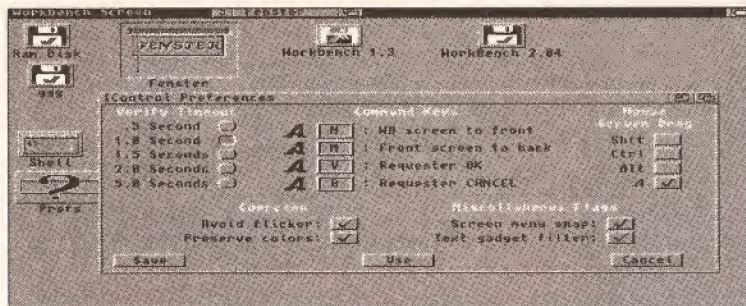 Workbench Screen
Ram Disk
FENSTER
Workbench 1.3
Workbench 2.04
Fenster
Shell
Prefs
iControl Preferences
Verify Timeout
.5 Second
1.0 Second
1.5 Seconds
2.0 Seconds
5.0 Seconds
Command Keys
A N : WB screen to front
A M : Front screen to back
A V : Requester OK
A B : Requester CANCEL
Mouse
Screen Drag
Shft
Ctrl
Alt
A
Coercion
Avoid flicker:
Preserve colors:
Miscellaneous Flags
Screen menu snap:
Text gadget filter:
Save
Use
Cancel